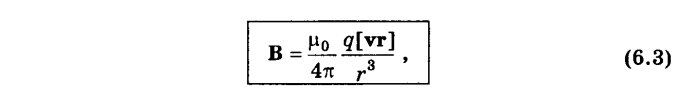 B = μ₀/4π q[vr]/r³ , (6.3)